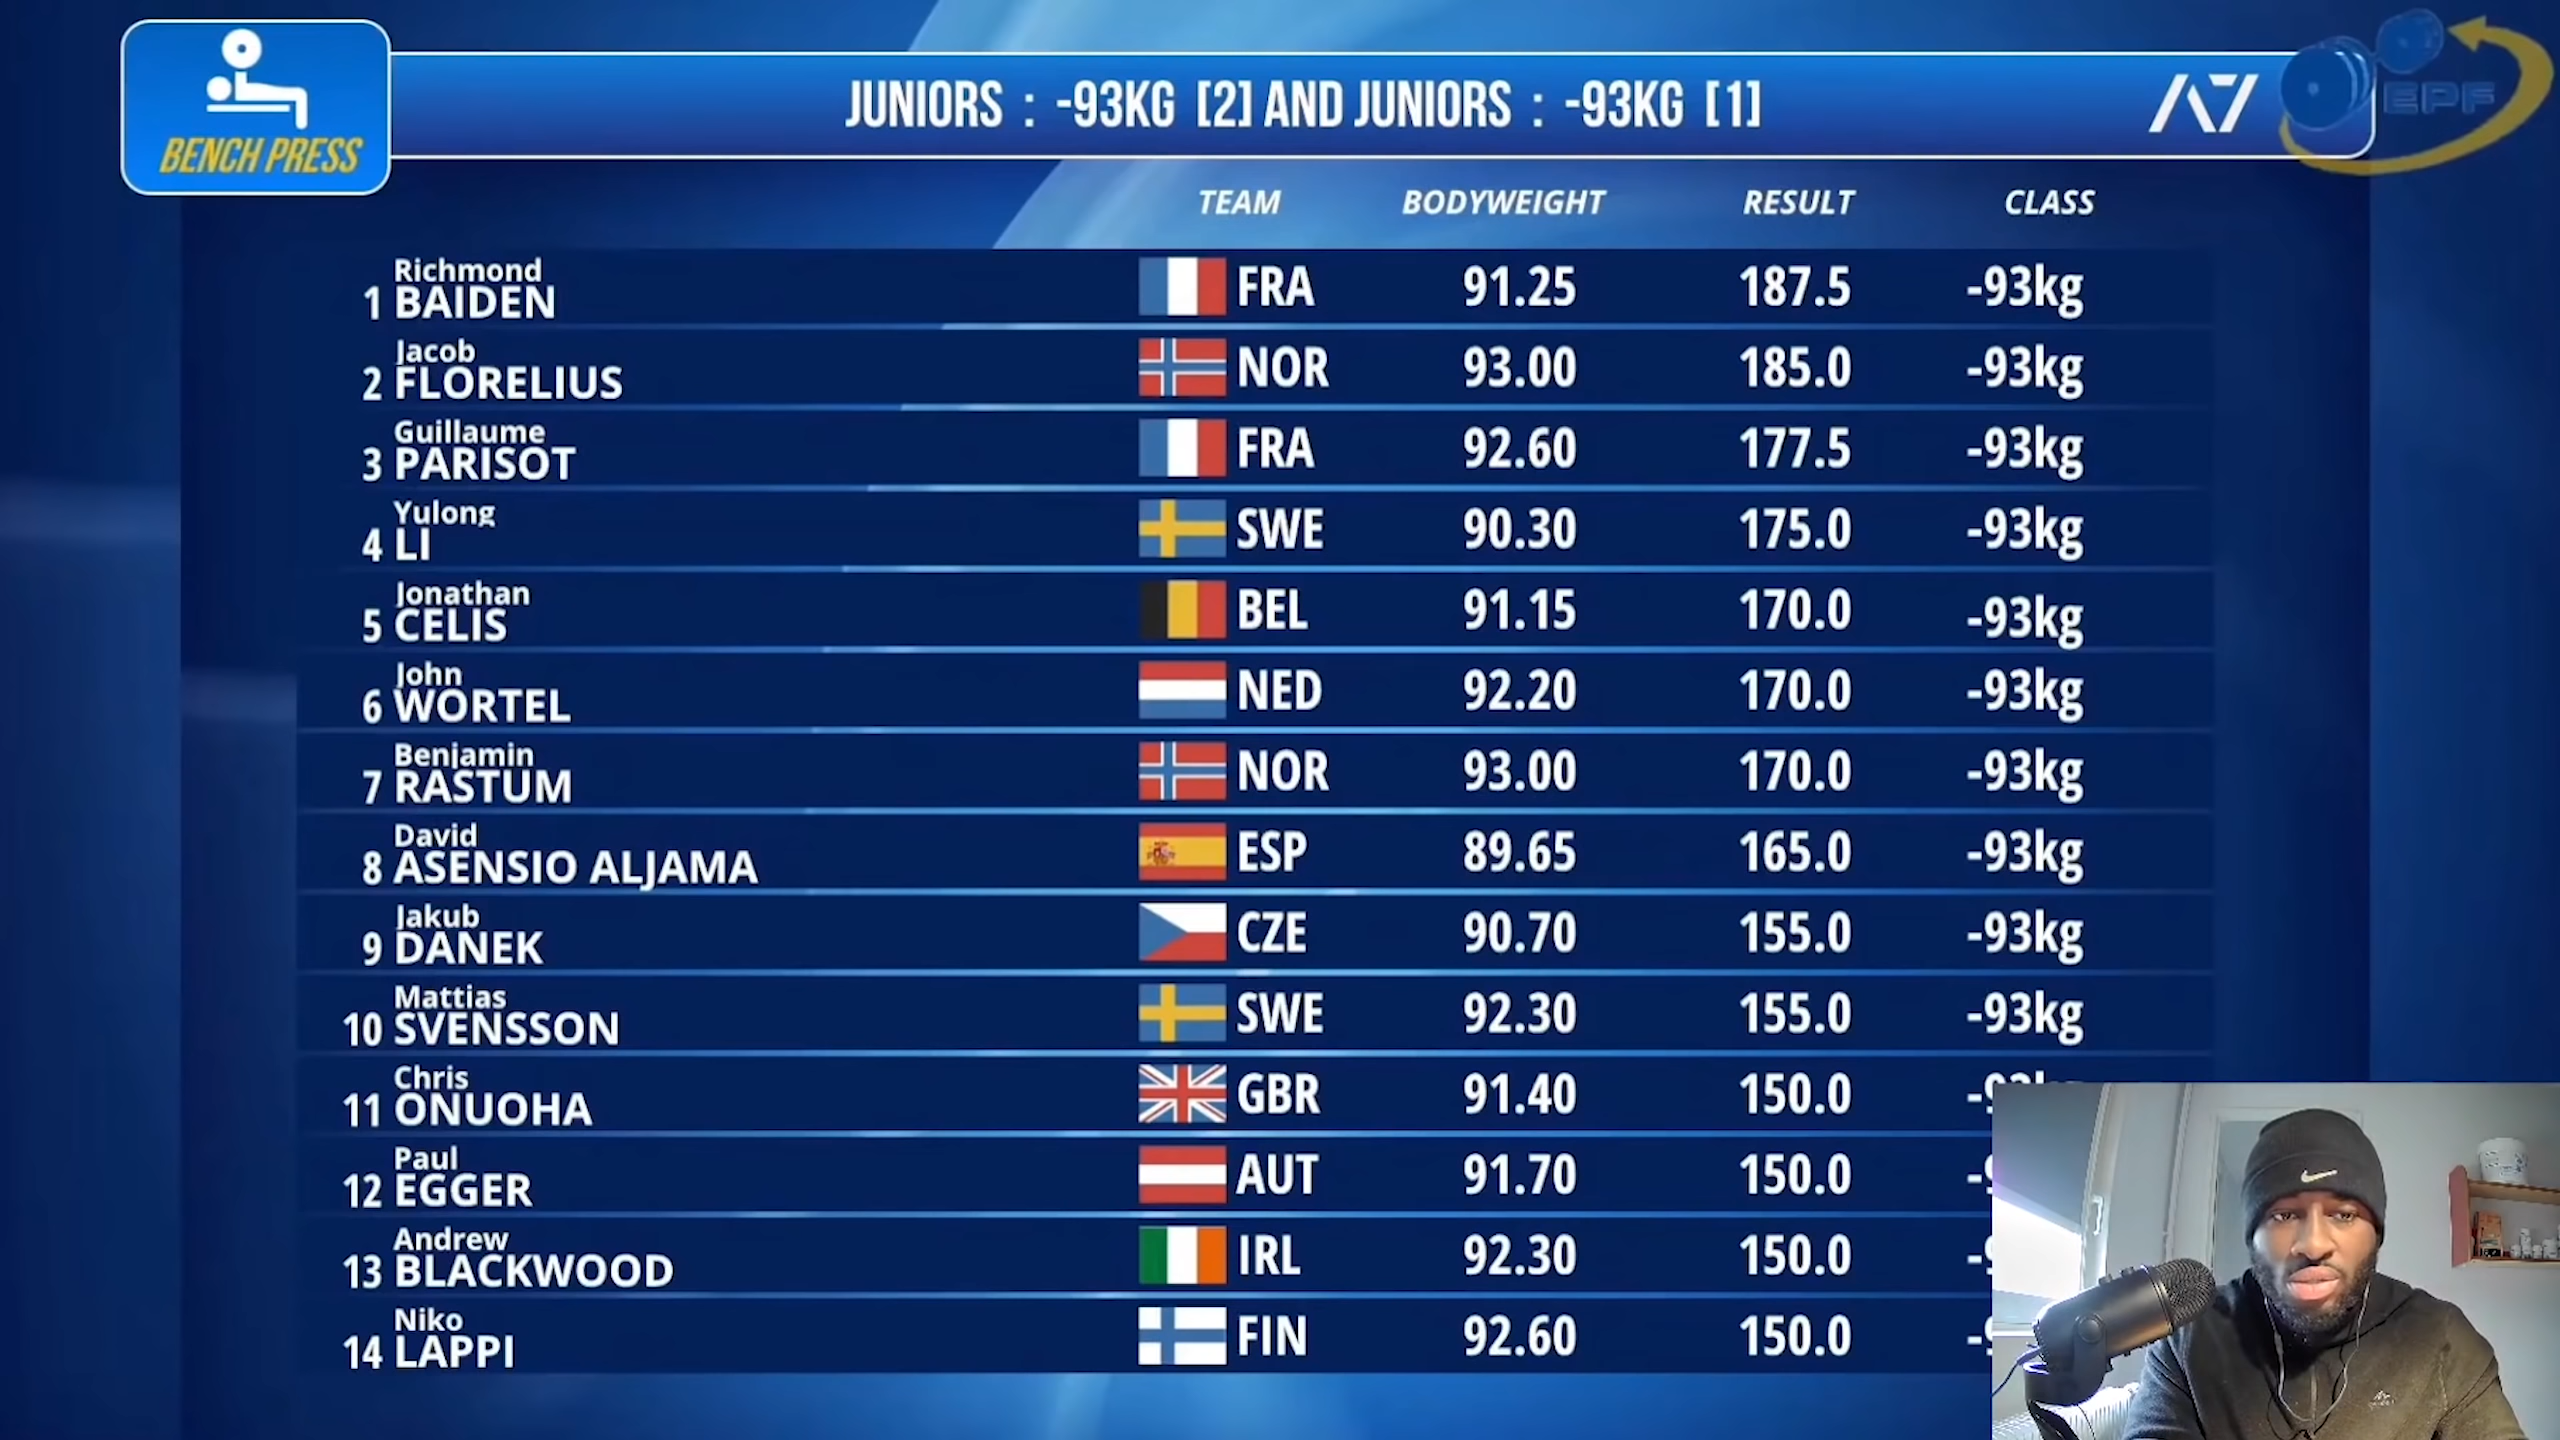 BENCH PRESS
JUNIORS : -93KG [2] AND JUNIORS : -93KG [1]
A7
EPF
TEAM BODYWEIGHT RESULT CLASS
Richmond
1 BAIDEN FRA 91.25 187.5 -93kg
Jacob
2 FLORELIUS NOR 93.00 185.0 -93kg
Guillaume
3 PARISOT FRA 92.60 177.5 -93kg
Yulong
4 LI SWE 90.30 175.0 -93kg
Jonathan
5 CELIS BEL 91.15 170.0 -93kg
John
6 WORTEL NED 92.20 170.0 -93kg
Benjamin
7 RASTUM NOR 93.00 170.0 -93kg
David
8 ASENSIO ALJAMA ESP 89.65 165.0 -93kg
Jakub
9 DANEK CZE 90.70 155.0 -93kg
Mattias
10 SVENSSON SWE 92.30 155.0 -93kg
Chris
11 ONUOHA GBR 91.40 150.0
Paul
12 EGGER AUT 91.70 150.0
Andrew
13 BLACKWOOD IRL 92.30 150.0
Niko
14 LAPPI FIN 92.60 150.0